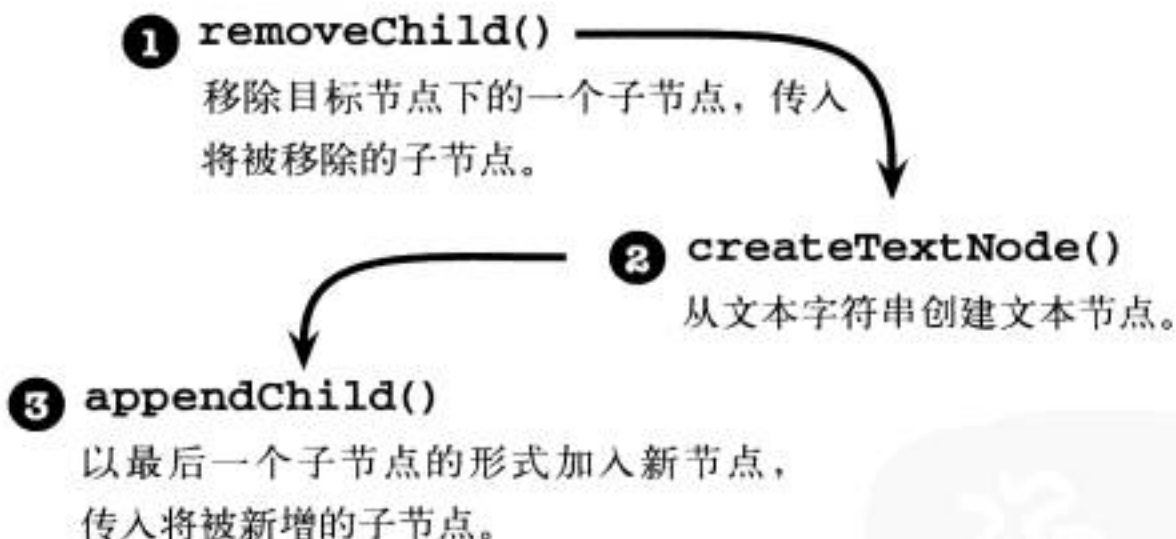 1 removeChild()
移除目标节点下的一个子节点，传入
将被移除的子节点。
2 createTextNode()
从文本字符串创建文本节点。
3 appendChild()
以最后一个子节点的形式加入新节点，
传入将被新增的子节点。